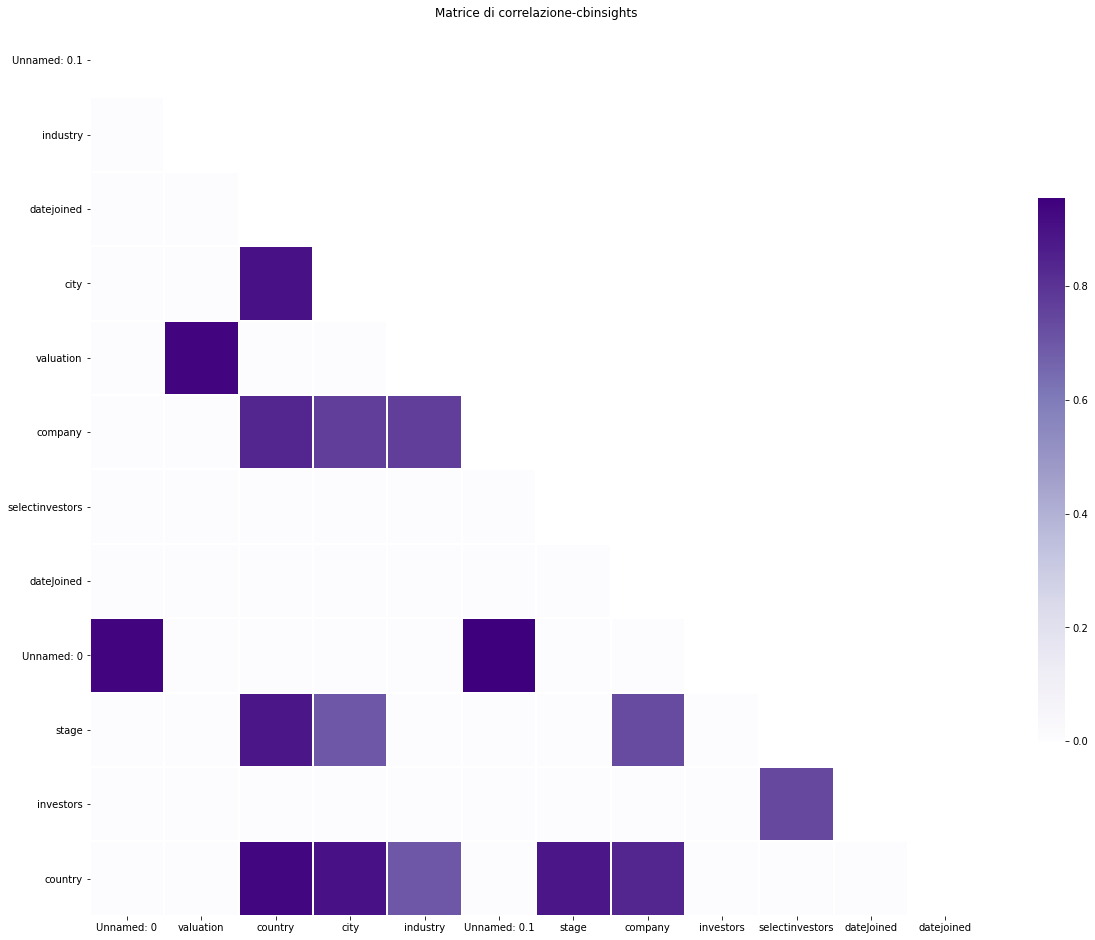 Matrice di correlazione-cbinsights
Unnamed: 0.1
industry
datejoined
city
valuation
company
selectinvestors
dateJoined
Unnamed: 0
stage
investors
country
Unnamed: 0 valuation country city industry Unnamed: 0.1 stage company investors selectinvestors dateJoined datejoined
0.8
0.6
0.4
0.2
0.0